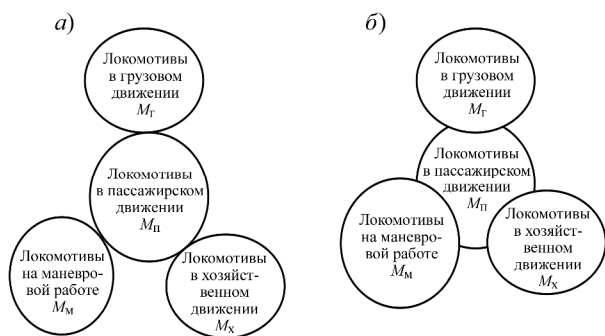 а)
Локомотивы
в грузовом
движении
Mг
Локомотивы
в пассажирском
движении
Mп
Локомотивы
на маневро-
вой работе
Mм
Локомотивы
в хозяйст-
венном
движении
Mх
б)
Локомотивы
в грузовом
движении
Mг
Локомотивы
в пассажирском
движении
Mп
Локомотивы
на маневро-
вой работе
Mм
Локомотивы
в хозяйст-
венном
движении
Mх